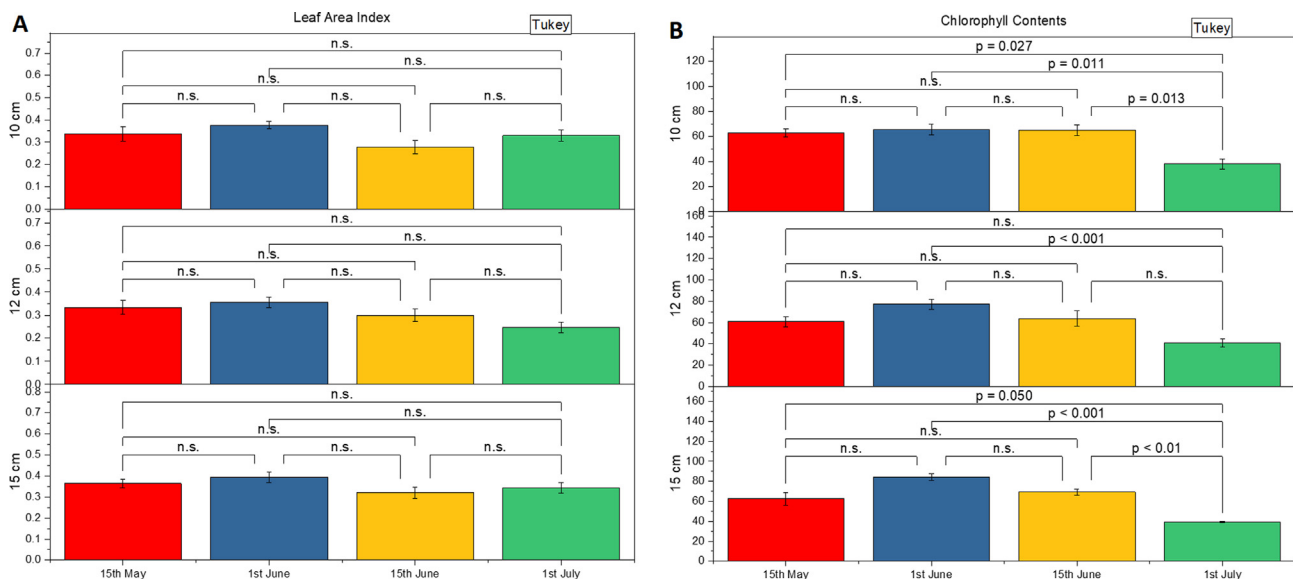 A
Leaf Area Index
Tukey
10 cm
0.7
0.6
0.5
0.4
0.3
0.2
0.1
0.0
n.s.
n.s.
n.s.
n.s.
n.s.
n.s.
12 cm
0.7
0.6
0.5
0.4
0.3
0.2
0.1
0.0
n.s.
n.s.
n.s.
n.s.
n.s.
n.s.
15 cm
0.8
0.7
0.6
0.5
0.4
0.3
0.2
0.1
0.0
n.s.
n.s.
n.s.
n.s.
n.s.
n.s.
15th May 1st June 15th June 1st July
B
Chlorophyll Contents
Tukey
10 cm
120
100
80
60
40
20
0
p = 0.027
p = 0.011
n.s.
n.s.
n.s.
p = 0.013
12 cm
160
140
120
100
80
60
40
20
0
n.s.
p < 0.001
n.s.
n.s.
n.s.
n.s.
15 cm
160
140
120
100
80
60
40
20
0
p = 0.050
p < 0.001
n.s.
n.s.
n.s.
p < 0.01
15th May 1st June 15th June 1st July